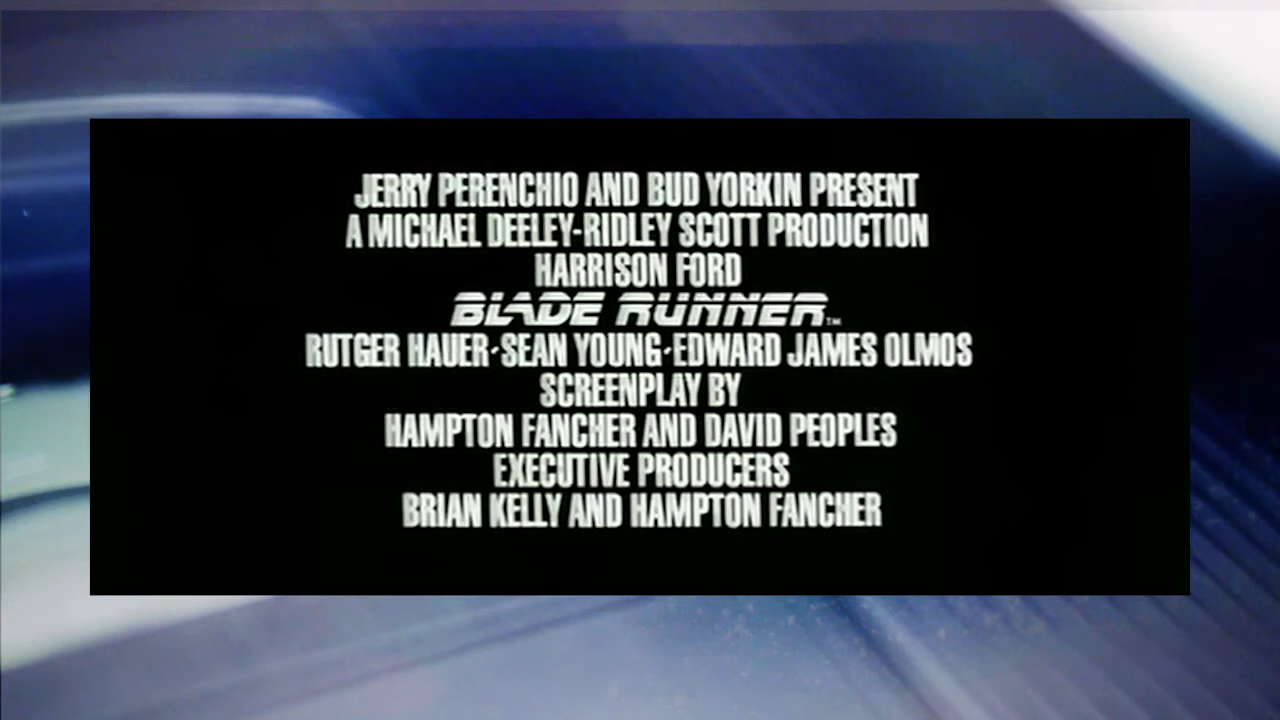 JERRY PERENCHIO AND BUD YORKIN PRESENT
A MICHAEL DEELEY-RIDLEY SCOTT PRODUCTION
HARRISON FORD
BLADE RUNNER™
RUTGER HAUER·SEAN YOUNG·EDWARD JAMES OLMOS
SCREENPLAY BY
HAMPTON FANCHER AND DAVID PEOPLES
EXECUTIVE PRODUCERS
BRIAN KELLY AND HAMPTON FANCHER